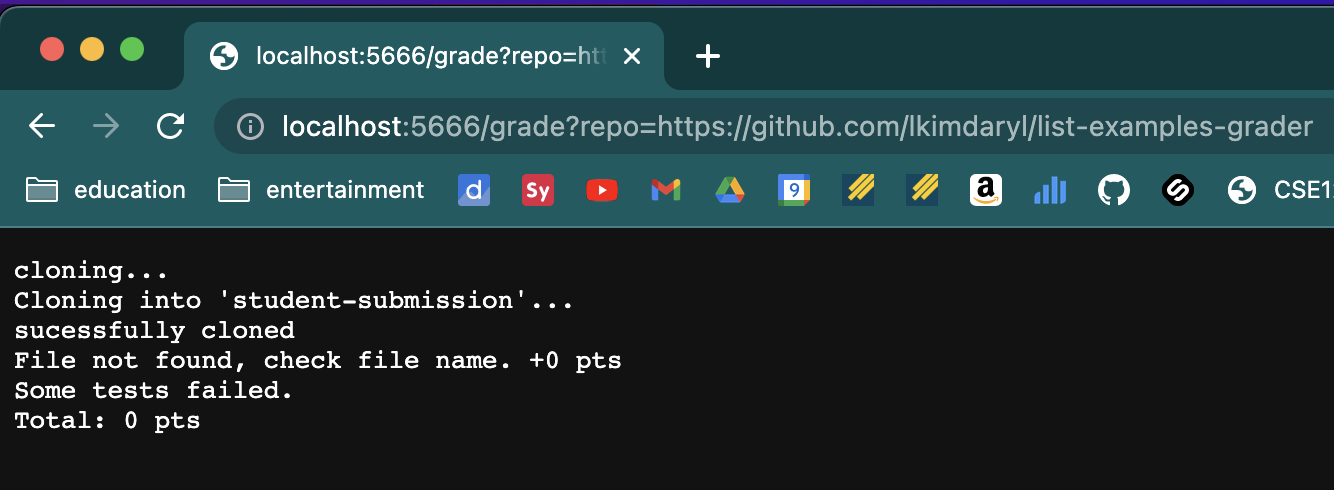 localhost:5666/grade?repo=htt
localhost:5666/grade?repo=https://github.com/lkimdaryl/list-examples-grader
education entertainment d Sy 9 a CSE1
cloning...
Cloning into 'student-submission'...
sucessfully cloned
File not found, check file name. +0 pts
Some tests failed.
Total: 0 pts